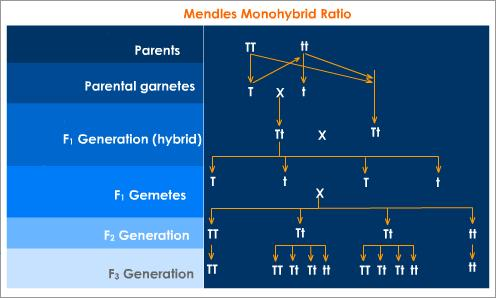 Mendles Monohybrid Ratio
Parents TT tt
Parental garnetes T X t
F₁ Generation (hybrid) Tt X Tt
F₁ Gemetes T t T t
X
F₂ Generation TT Tt Tt tt
F₃ Generation TT TT Tt Tt tt TT Tt Tt tt tt